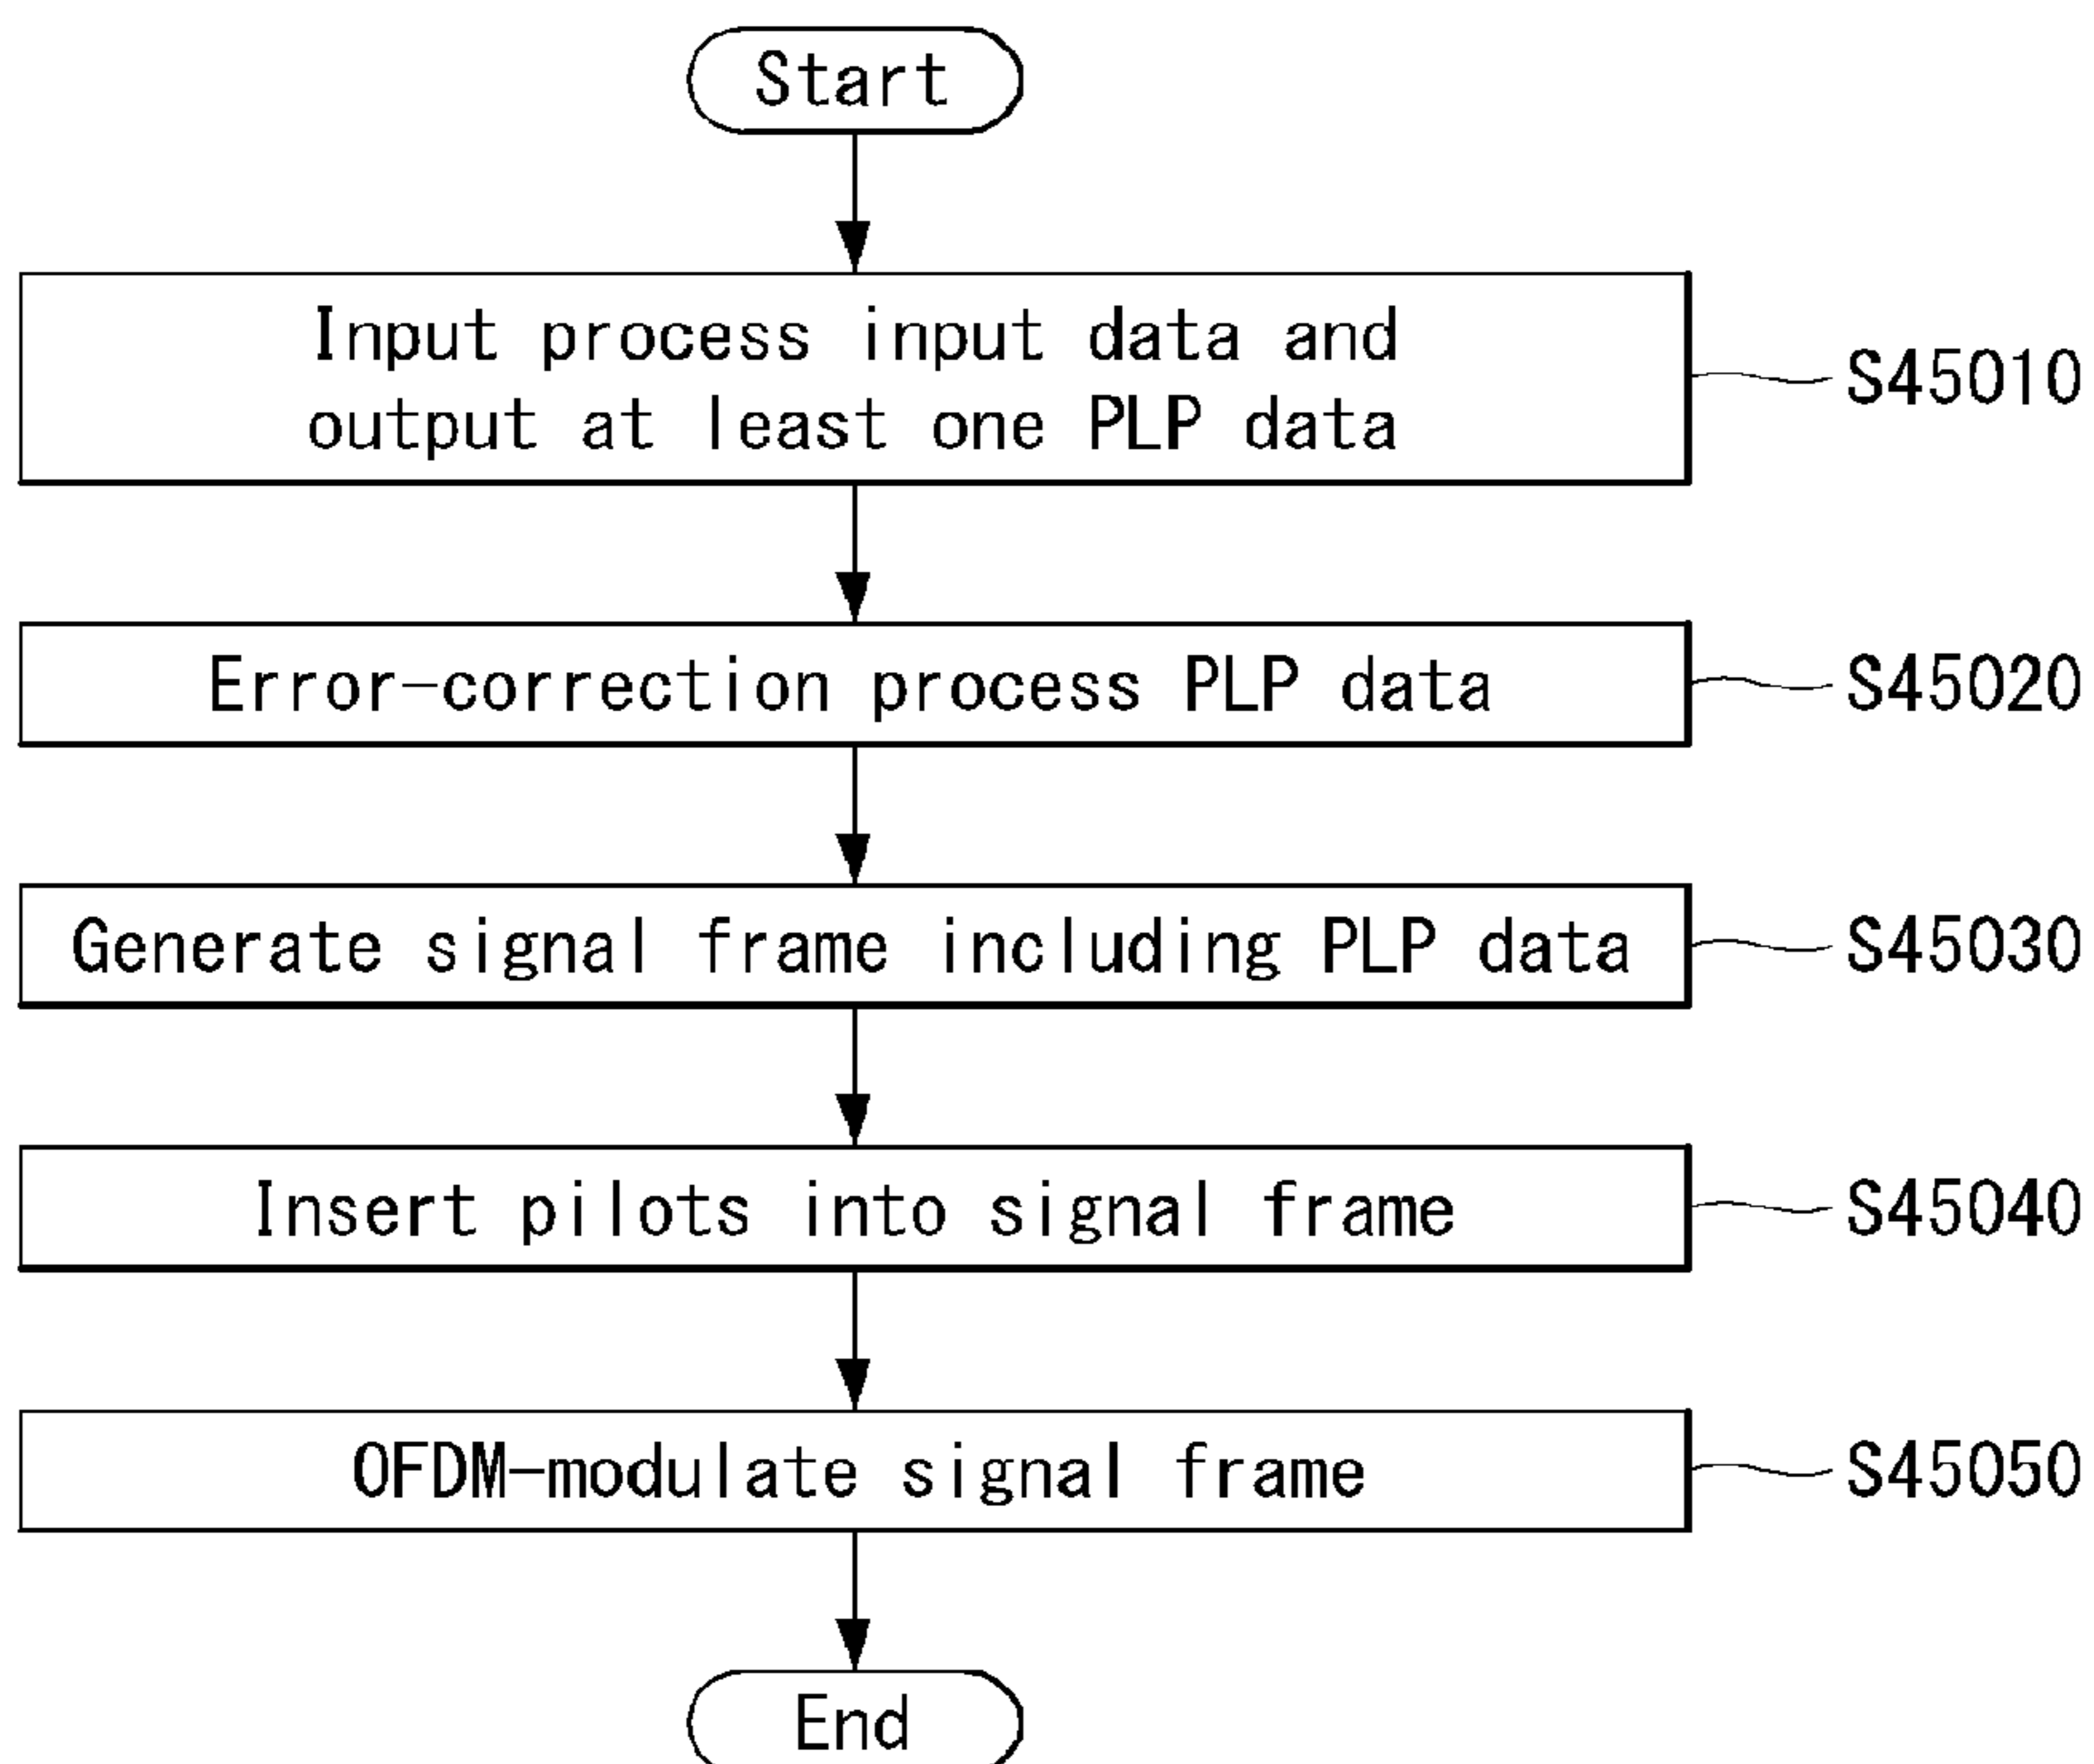 Start
Input process input data and
output at least one PLP data
S45010
Error-correction process PLP data
S45020
Generate signal frame including PLP data
S45030
Insert pilots into signal frame
S45040
OFDM-modulate signal frame
S45050
End